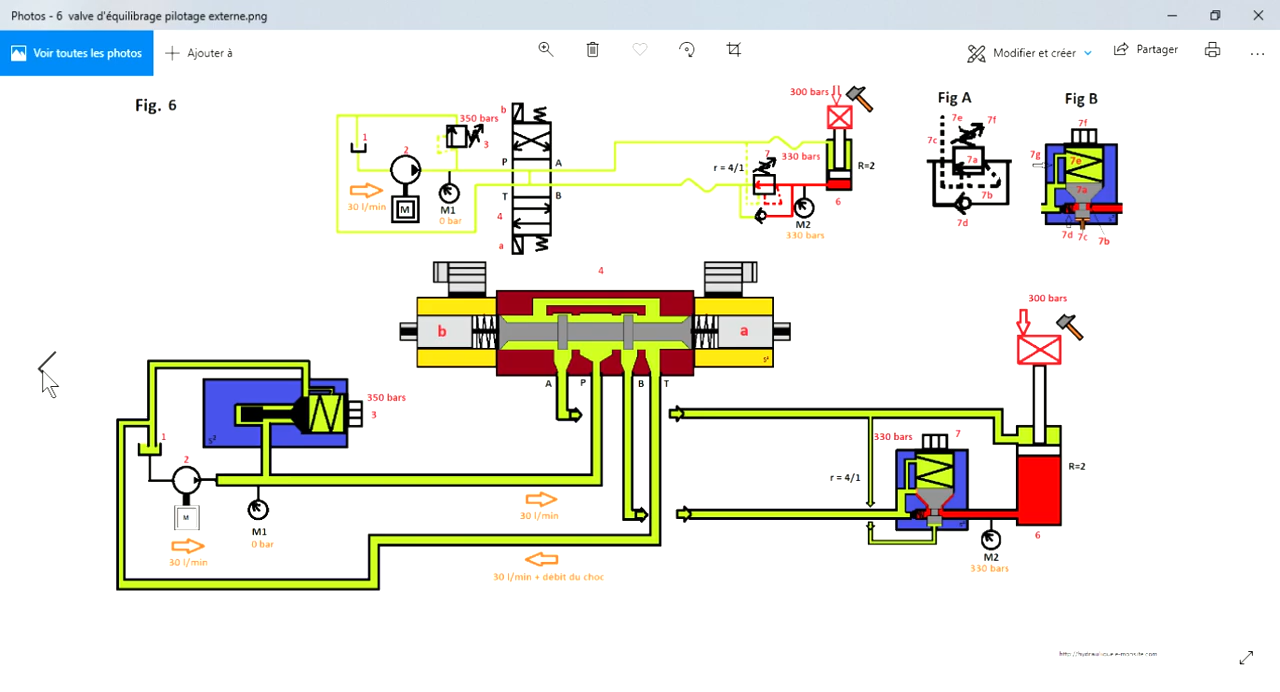 Photos - 6 valve d'équilibrage pilotage externe.png
Voir toutes les photos
Ajouter à
Modifier et créer
Partager
Fig. 6
b
350 bars
3
1
2
P
A
30 l/min
M
M1
0 bar
T
B
4
a
300 bars
7
330 bars
R=2
r = 4/1
6
M2
330 bars
Fig A
7e
7f
7c
7a
7b
7d
Fig B
7f
7g
7e
7a
7d
7c
7b
4
b
a
A
P
B
T
350 bars
3
1
2
M
M1
0 bar
30 l/min
30 l/min
30 l/min + debit du choc
300 bars
330 bars
7
r = 4/1
R=2
6
M2
330 bars